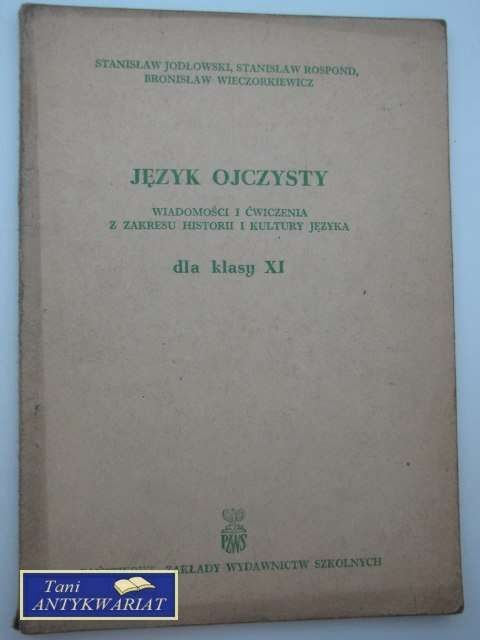 STANISŁAW JODŁOWSKI, STANISŁAW ROSPOND,
BRONISŁAW WIECZORKIEWICZ
JĘZYK OJCZYSTY
WIADOMOŚCI I ĆWICZENIA
Z ZAKRESU HISTORII I KULTURY JĘZYKA
dla klasy XI
PZWS
ZAKŁADY WYDAWNICTW SZKOLNYCH
Tani
ANTYKWARIAT